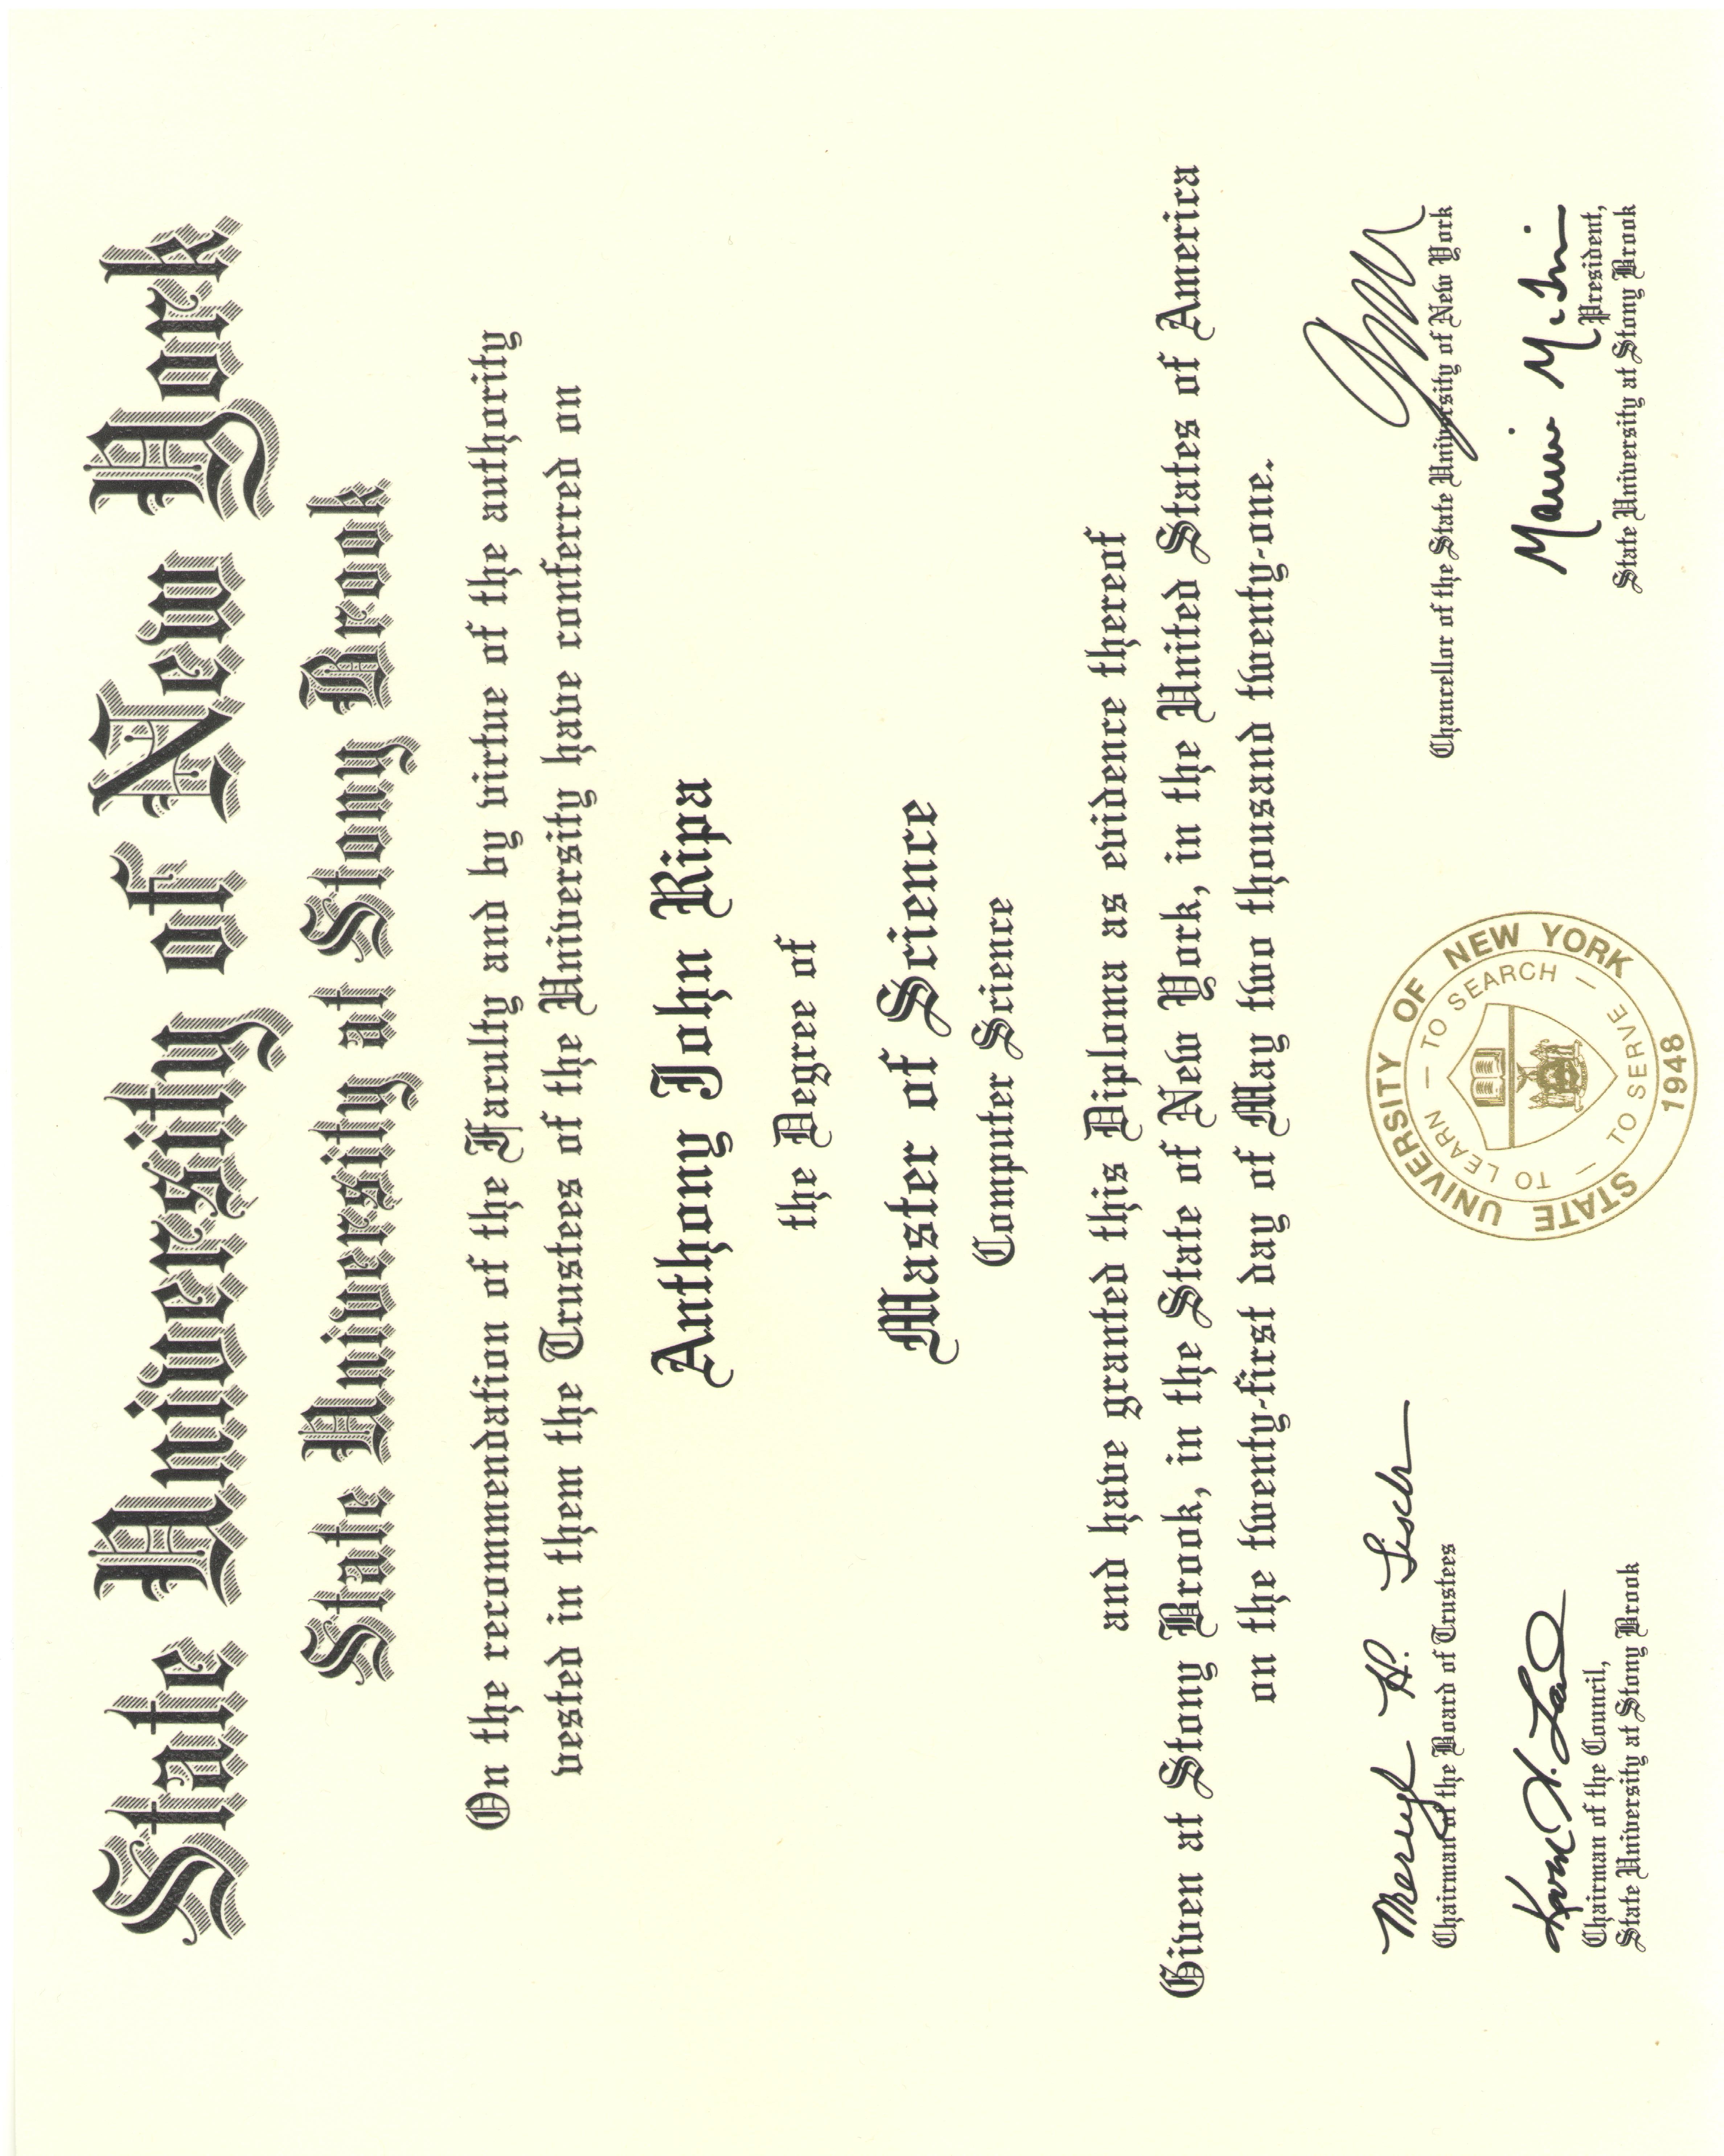 State University of New York
State University at Stony Brook
On the recommendation of the Faculty and by virtue of the authority
vested in them the Trustees of the University have conferred on
Anthony John Ripa
the Degree of
Master of Science
Computer Science
and have granted this Diploma as evidence thereof
Given at Stony Brook, in the State of New York, in the United States of America
on the twenty-first day of May two thousand twenty-one.
Merryl H. Tisch
Chairman of the Board of Trustees
Chairman of the Council,
State University at Stony Brook
STATE UNIVERSITY OF NEW YORK
TO LEARN — TO SEARCH — TO SERVE —
1948
Chancellor of the State University of New York
President,
State University at Stony Brook